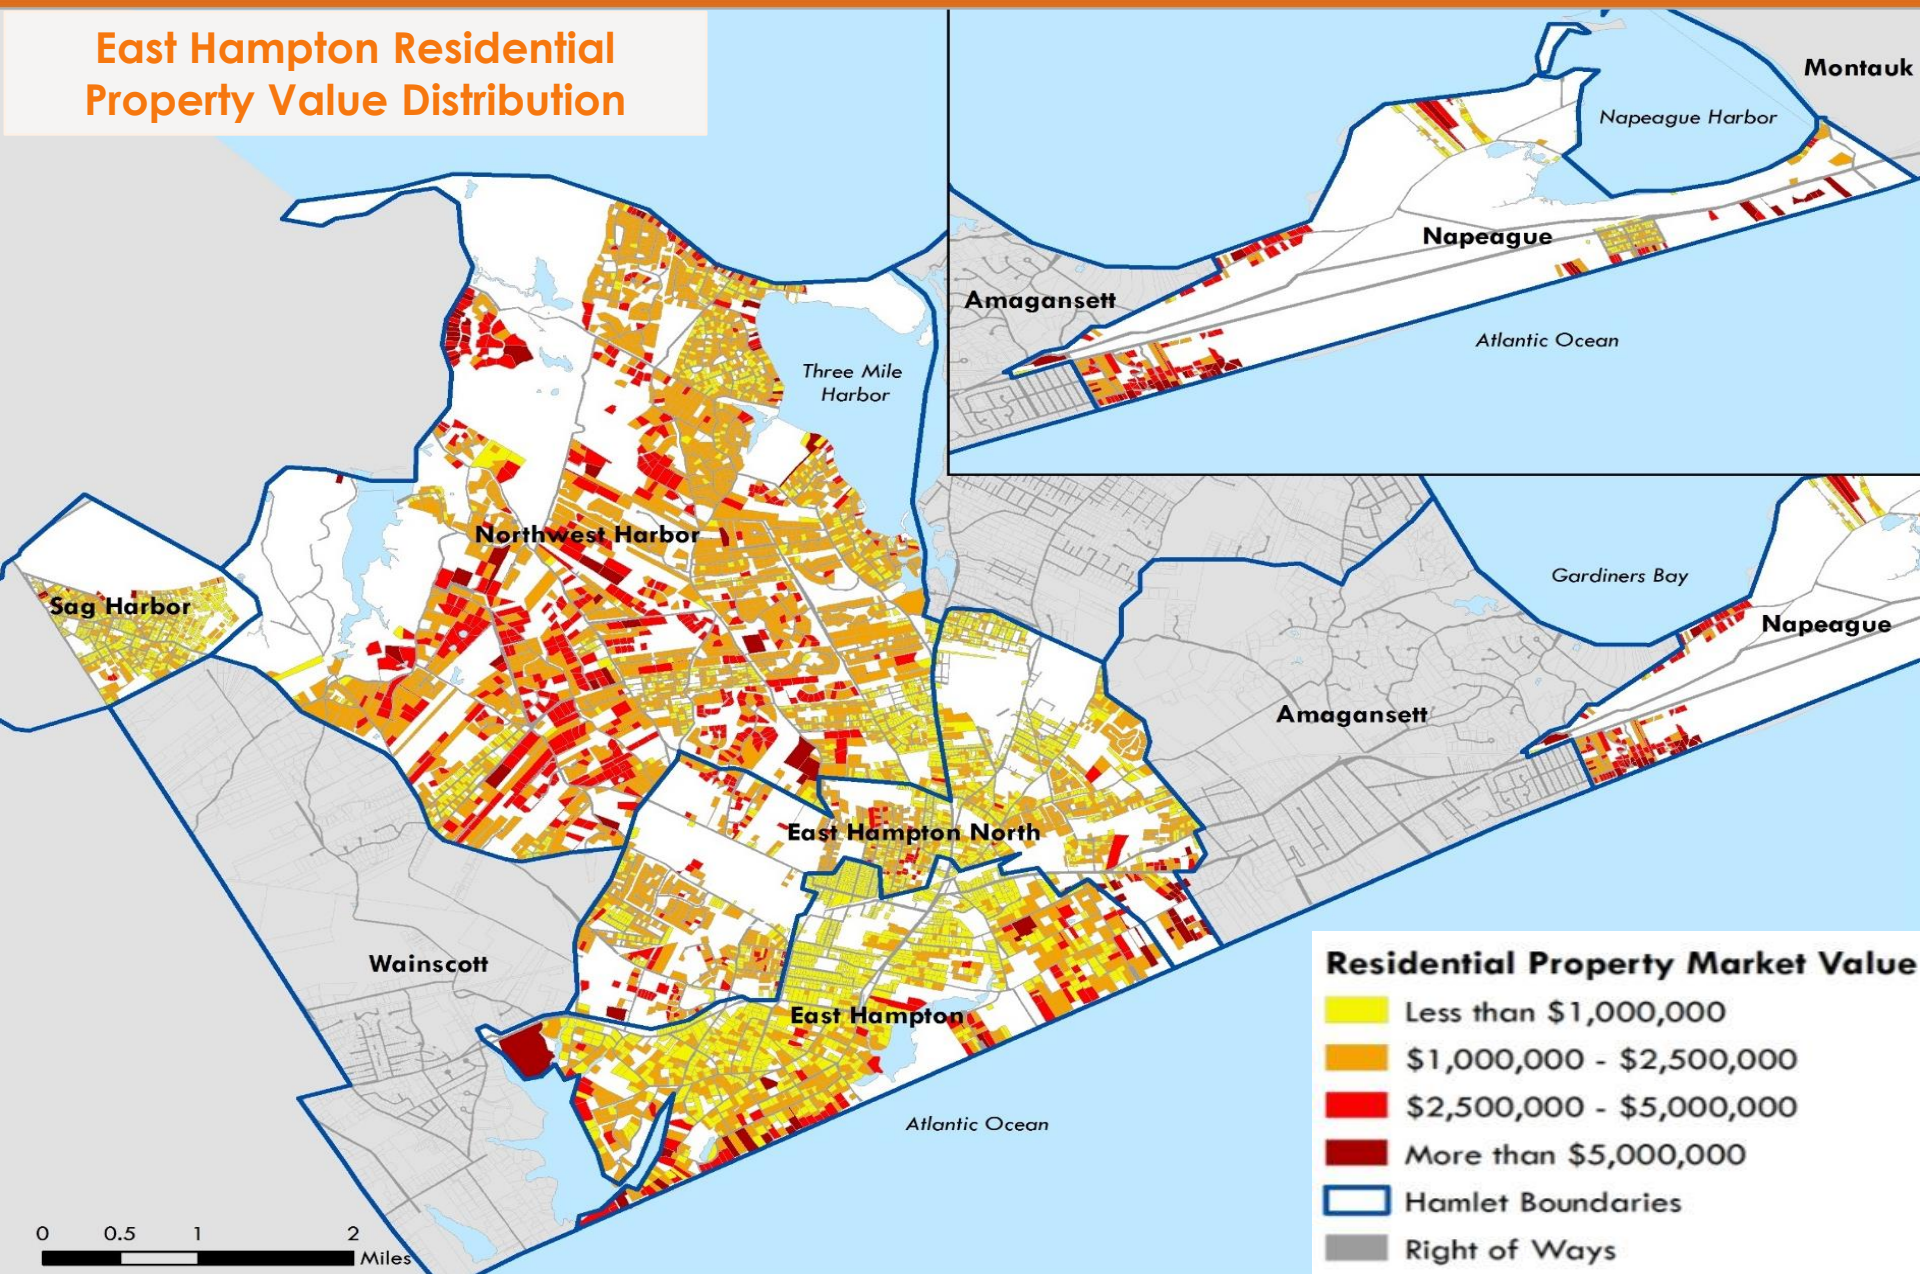 East Hampton Residential
Property Value Distribution
Montauk
Napeague Harbor
Napeague
Amagansett
Atlantic Ocean
Three Mile
Harbor
Northwest Harbor
Gardiners Bay
Sag Harbor
Napeague
Amagansett
East Hampton North
Wainscott
East Hampton
Atlantic Ocean
Residential Property Market Value
Less than $1,000,000
$1,000,000 - $2,500,000
$2,500,000 - $5,000,000
More than $5,000,000
Hamlet Boundaries
Right of Ways
0 0.5 1 2
Miles